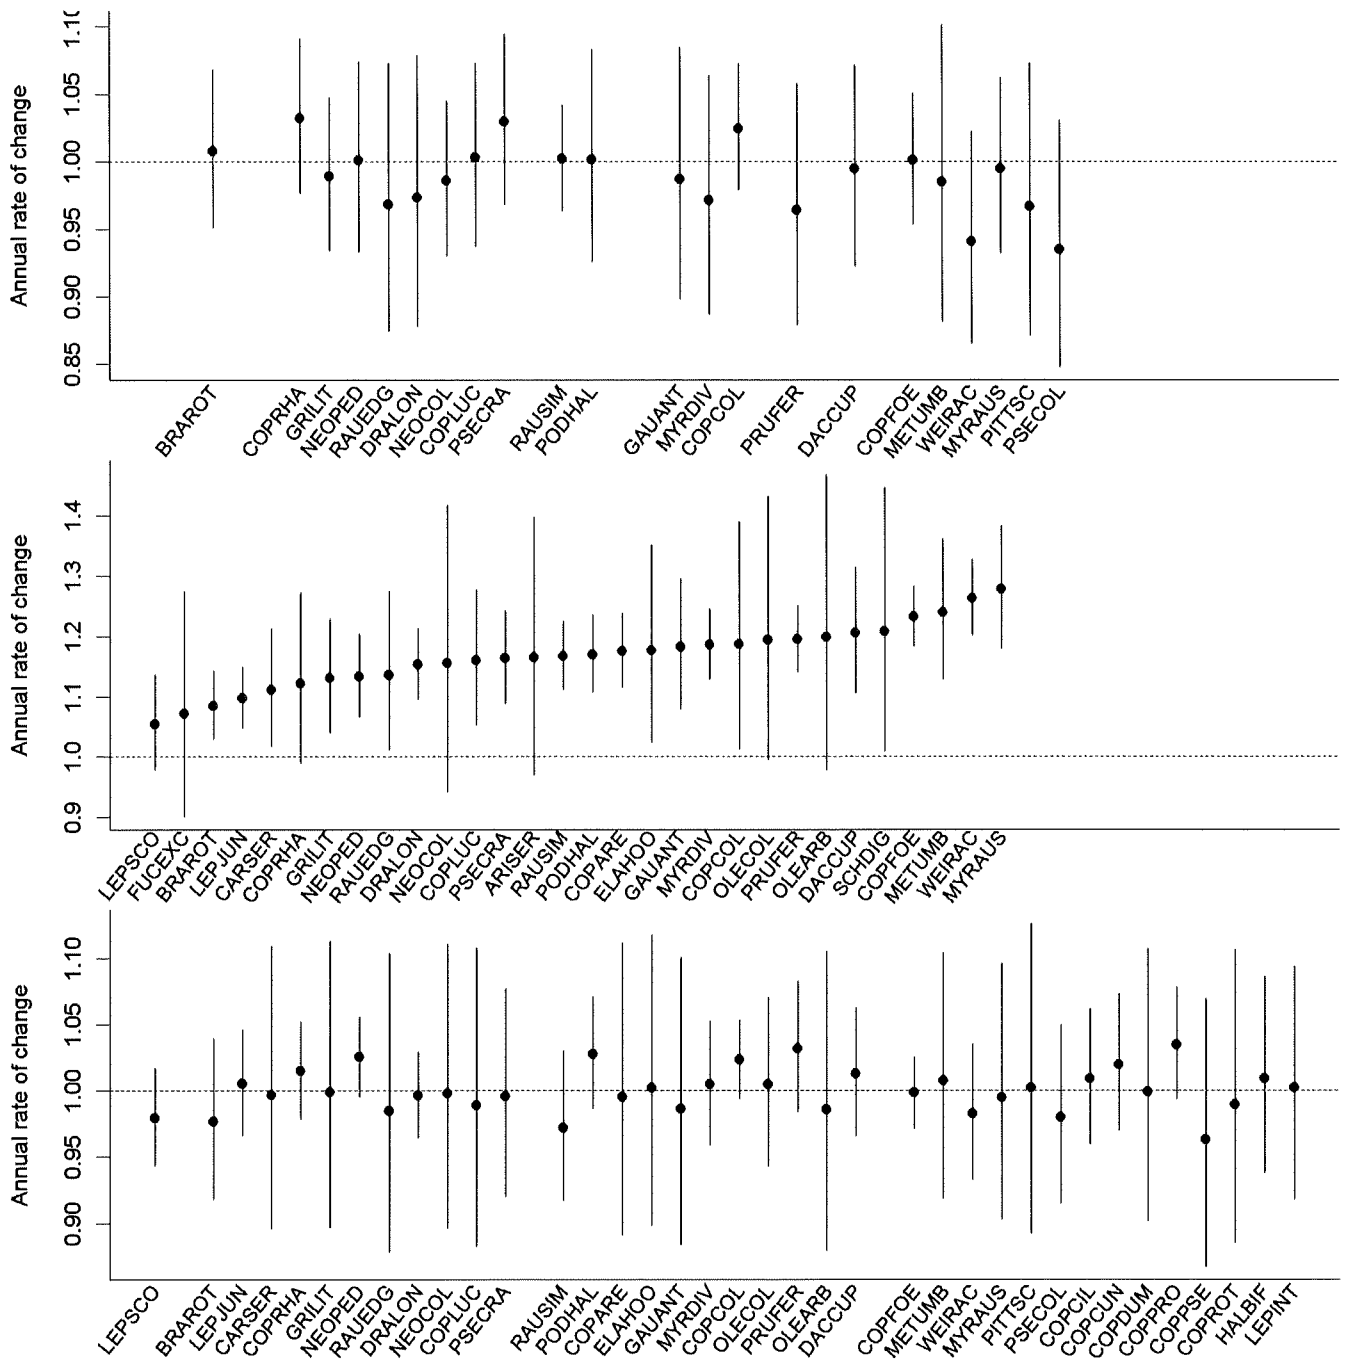 Annual rate of change
0.85 0.90 0.95 1.00 1.05 1.10
BRAROT COPRHA GRILIT NEOPED RAUEDG DRALON NEOCOL COPLUC PSECRA RAUSIM PODHAL GAUANT MYRDIV COPCOL PRUFER DACCUP COPFOE METUMB WEIRAC MYRAUS PITTSC PSECOL
Annual rate of change
0.9 1.0 1.1 1.2 1.3 1.4
LEPSCO FUCEXC BRAROT LEPJUN CARSER COPRHA GRILIT NEOPED RAUEDG DRALON NEOCOL COPLUC PSECRA ARISER RAUSIM PODHAL COPARE ELAHOO GAUANT MYRDIV COPCOL OLECOL PRUFER OLEARB DACCUP SCHDIG COPFOE METUMB WEIRAC MYRAUS
Annual rate of change
0.90 0.95 1.00 1.05 1.10
LEPSCO BRAROT LEPJUN CARSER COPRHA GRILIT NEOPED RAUEDG DRALON NEOCOL COPLUC PSECRA RAUSIM PODHAL COPARE ELAHOO GAUANT MYRDIV COPCOL OLECOL PRUFER OLEARB DACCUP COPFOE METUMB WEIRAC MYRAUS PITTSC PSECOL COPCIL COPCUN COPDUM COPPRO COPPSE COPROT HALBIF LEPINT